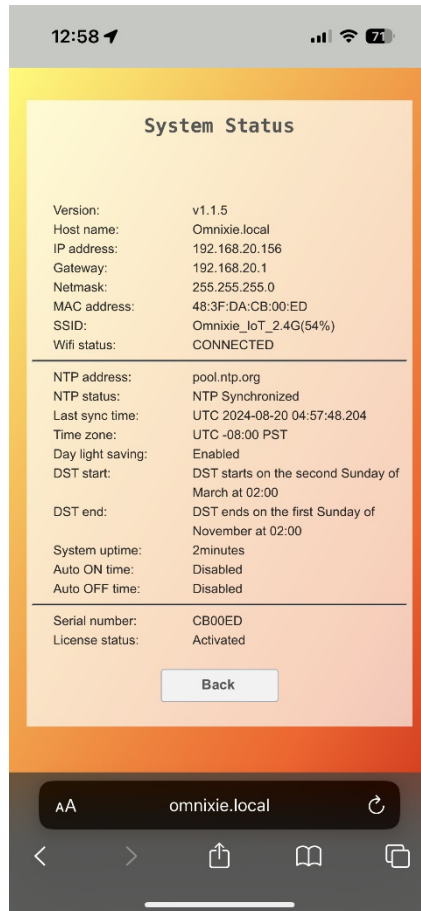 12:58
71
System Status
Version: v1.1.5
Host name: Omnixie.local
IP address: 192.168.20.156
Gateway: 192.168.20.1
Netmask: 255.255.255.0
MAC address: 48:3F:DA:CB:00:ED
SSID: Omnixie_IoT_2.4G(54%)
Wifi status: CONNECTED
NTP address: pool.ntp.org
NTP status: NTP Synchronized
Last sync time: UTC 2024-08-20 04:57:48.204
Time zone: UTC -08:00 PST
Day light saving: Enabled
DST start: DST starts on the second Sunday of
March at 02:00
DST end: DST ends on the first Sunday of
November at 02:00
System uptime: 2minutes
Auto ON time: Disabled
Auto OFF time: Disabled
Serial number: CB00ED
License status: Activated
Back
AA omnixie.local